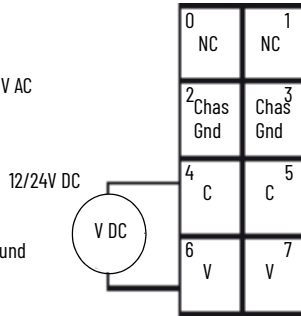 0 1
NC NC
V AC
2 3
Chas Chas
Gnd Gnd
12/24V DC
4 5
C C
V DC
und
6 7
V V